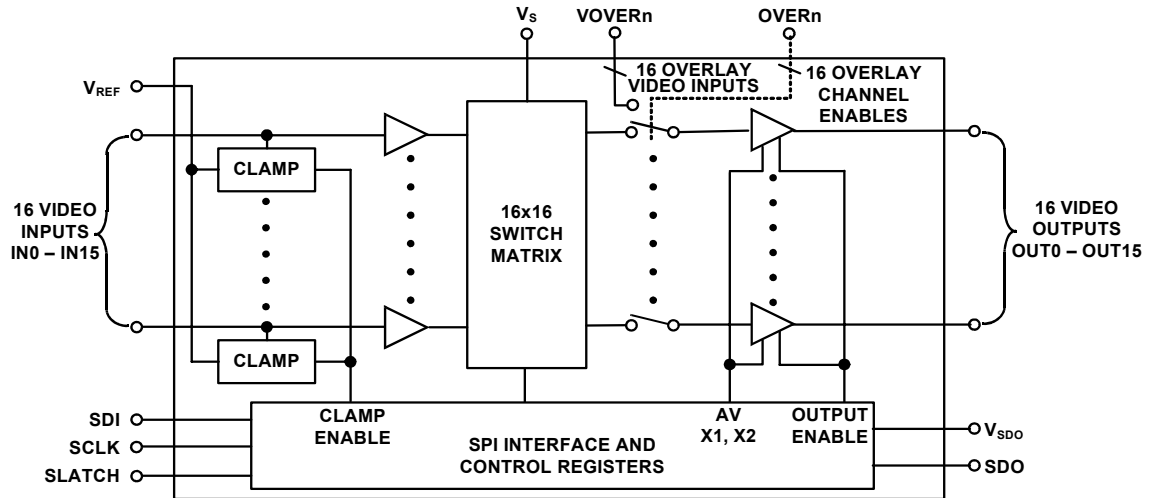 VS
VOVERn
OVERn
16 OVERLAY
VIDEO INPUTS
16 OVERLAY
CHANNEL
ENABLES
VREF
CLAMP
16 VIDEO
INPUTS
IN0 – IN15
16x16
SWITCH
MATRIX
16 VIDEO
OUTPUTS
OUT0 – OUT15
CLAMP
SDI
SCLK
SLATCH
CLAMP
ENABLE
AV
X1, X2
OUTPUT
ENABLE
SPI INTERFACE AND
CONTROL REGISTERS
VSDO
SDO